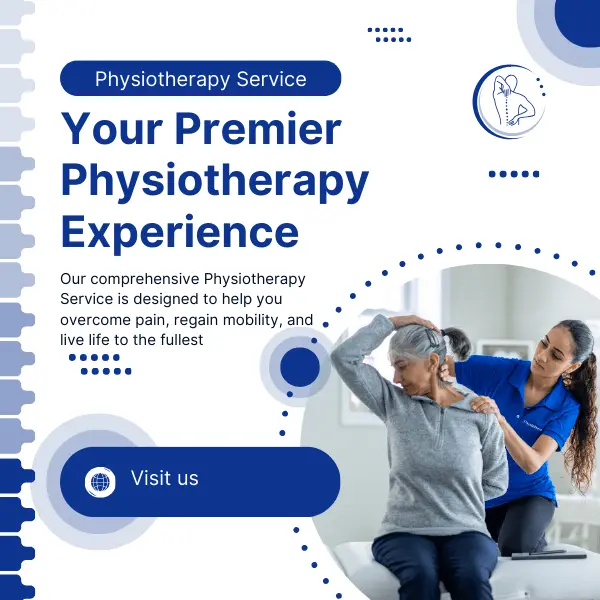 Physiotherapy Service
Your Premier
Physiotherapy
Experience
Our comprehensive Physiotherapy
Service is designed to help you
overcome pain, regain mobility, and
live life to the fullest
Visit us